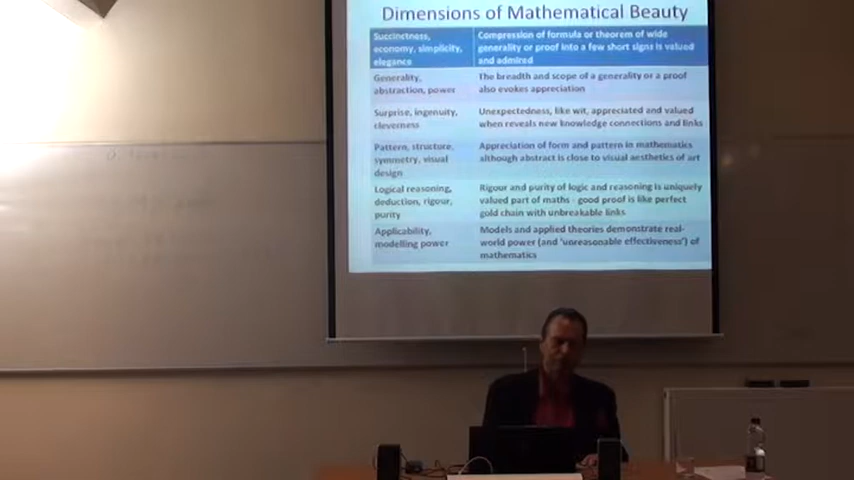 Dimensions of Mathematical Beauty
Succinctness,
economy, simplicity,
elegance
Compression of formula or theorem of wide
generality or proof into a few short signs is valued
and admired
Generality,
abstraction, power
The breadth and scope of a generality or a proof
also evokes appreciation
Surprise, ingenuity,
cleverness
Unexpectedness, like wit, appreciated and valued
when reveals new knowledge connections and links
Pattern, structure,
symmetry, visual
design
Appreciation of form and pattern in mathematics
although abstract is close to visual aesthetics of art
Logical reasoning,
deduction, rigour,
purity
Rigour and purity of logic and reasoning is uniquely
valued part of maths - good proof is like perfect
gold chain with unbreakable links
Applicability,
modelling power
Models and applied theories demonstrate real-
world power (and 'unreasonable effectiveness') of
mathematics